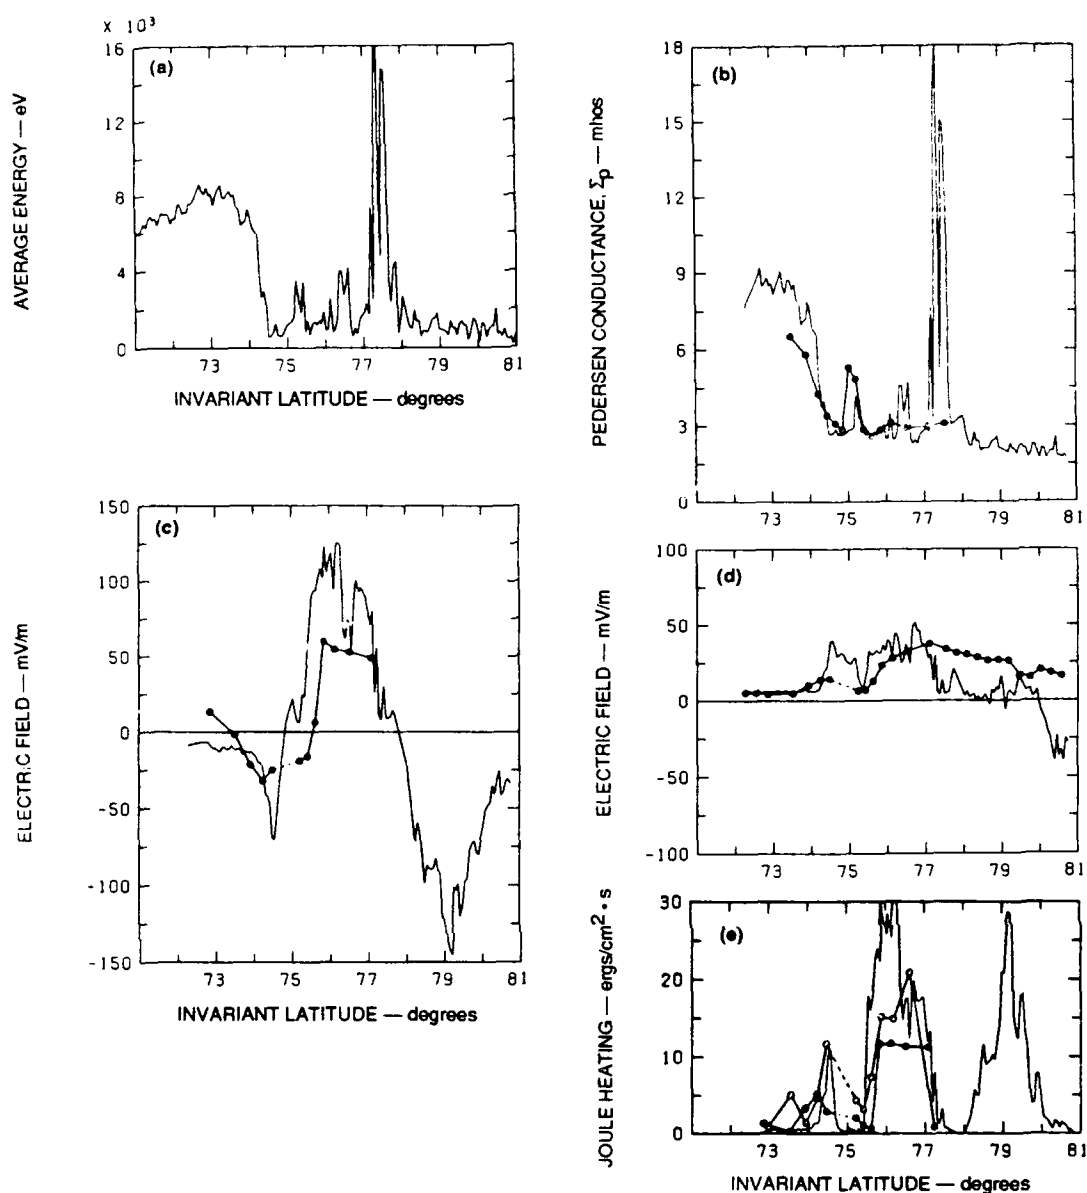 X 10³
(a)
16
12
8
4
0
73 75 77 79 81
AVERAGE ENERGY — eV
INVARIANT LATITUDE — degrees
(b)
18
15
12
9
6
3
0
73 75 77 79 81
PEDERSEN CONDUCTANCE, Σp — mhos
(c)
150
100
50
0
-50
-100
-150
73 75 77 79 81
ELECTRIC FIELD — mV/m
INVARIANT LATITUDE — degrees
(d)
100
50
0
-50
-100
73 75 77 79 81
ELECTRIC FIELD — mV/m
(e)
30
20
10
0
73 75 77 79 81
JOULE HEATING — ergs/cm² • s
INVARIANT LATITUDE — degrees